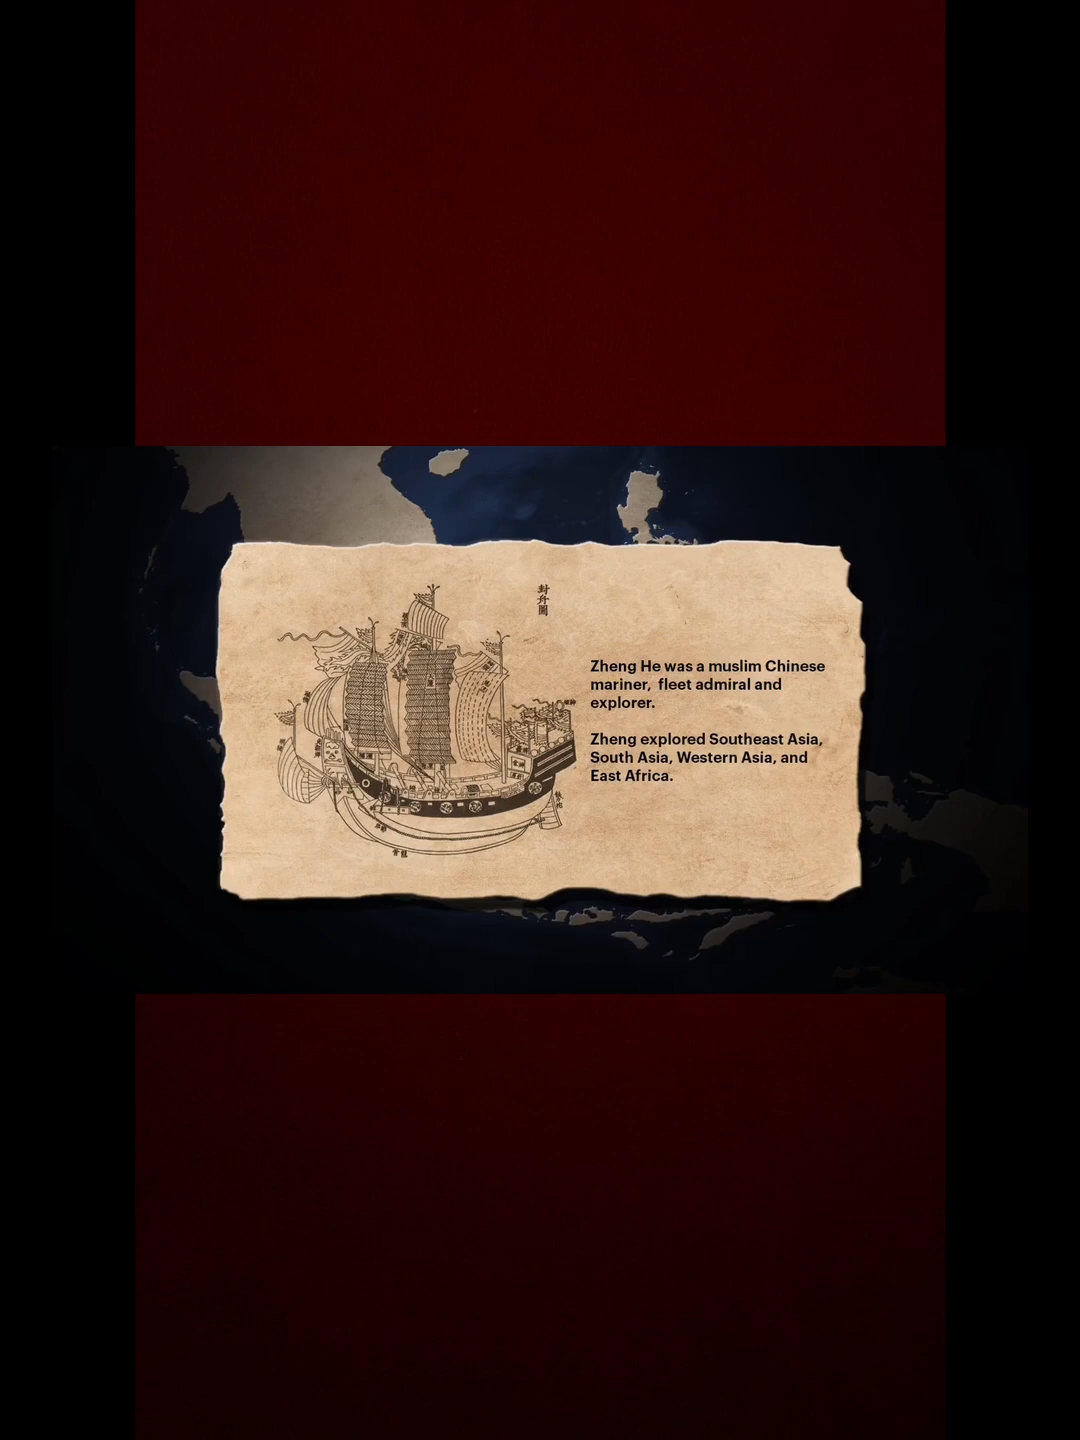 封舟圖
Zheng He was a muslim Chinese
mariner,  fleet admiral and
explorer.
Zheng explored Southeast Asia,
South Asia, Western Asia, and
East Africa.